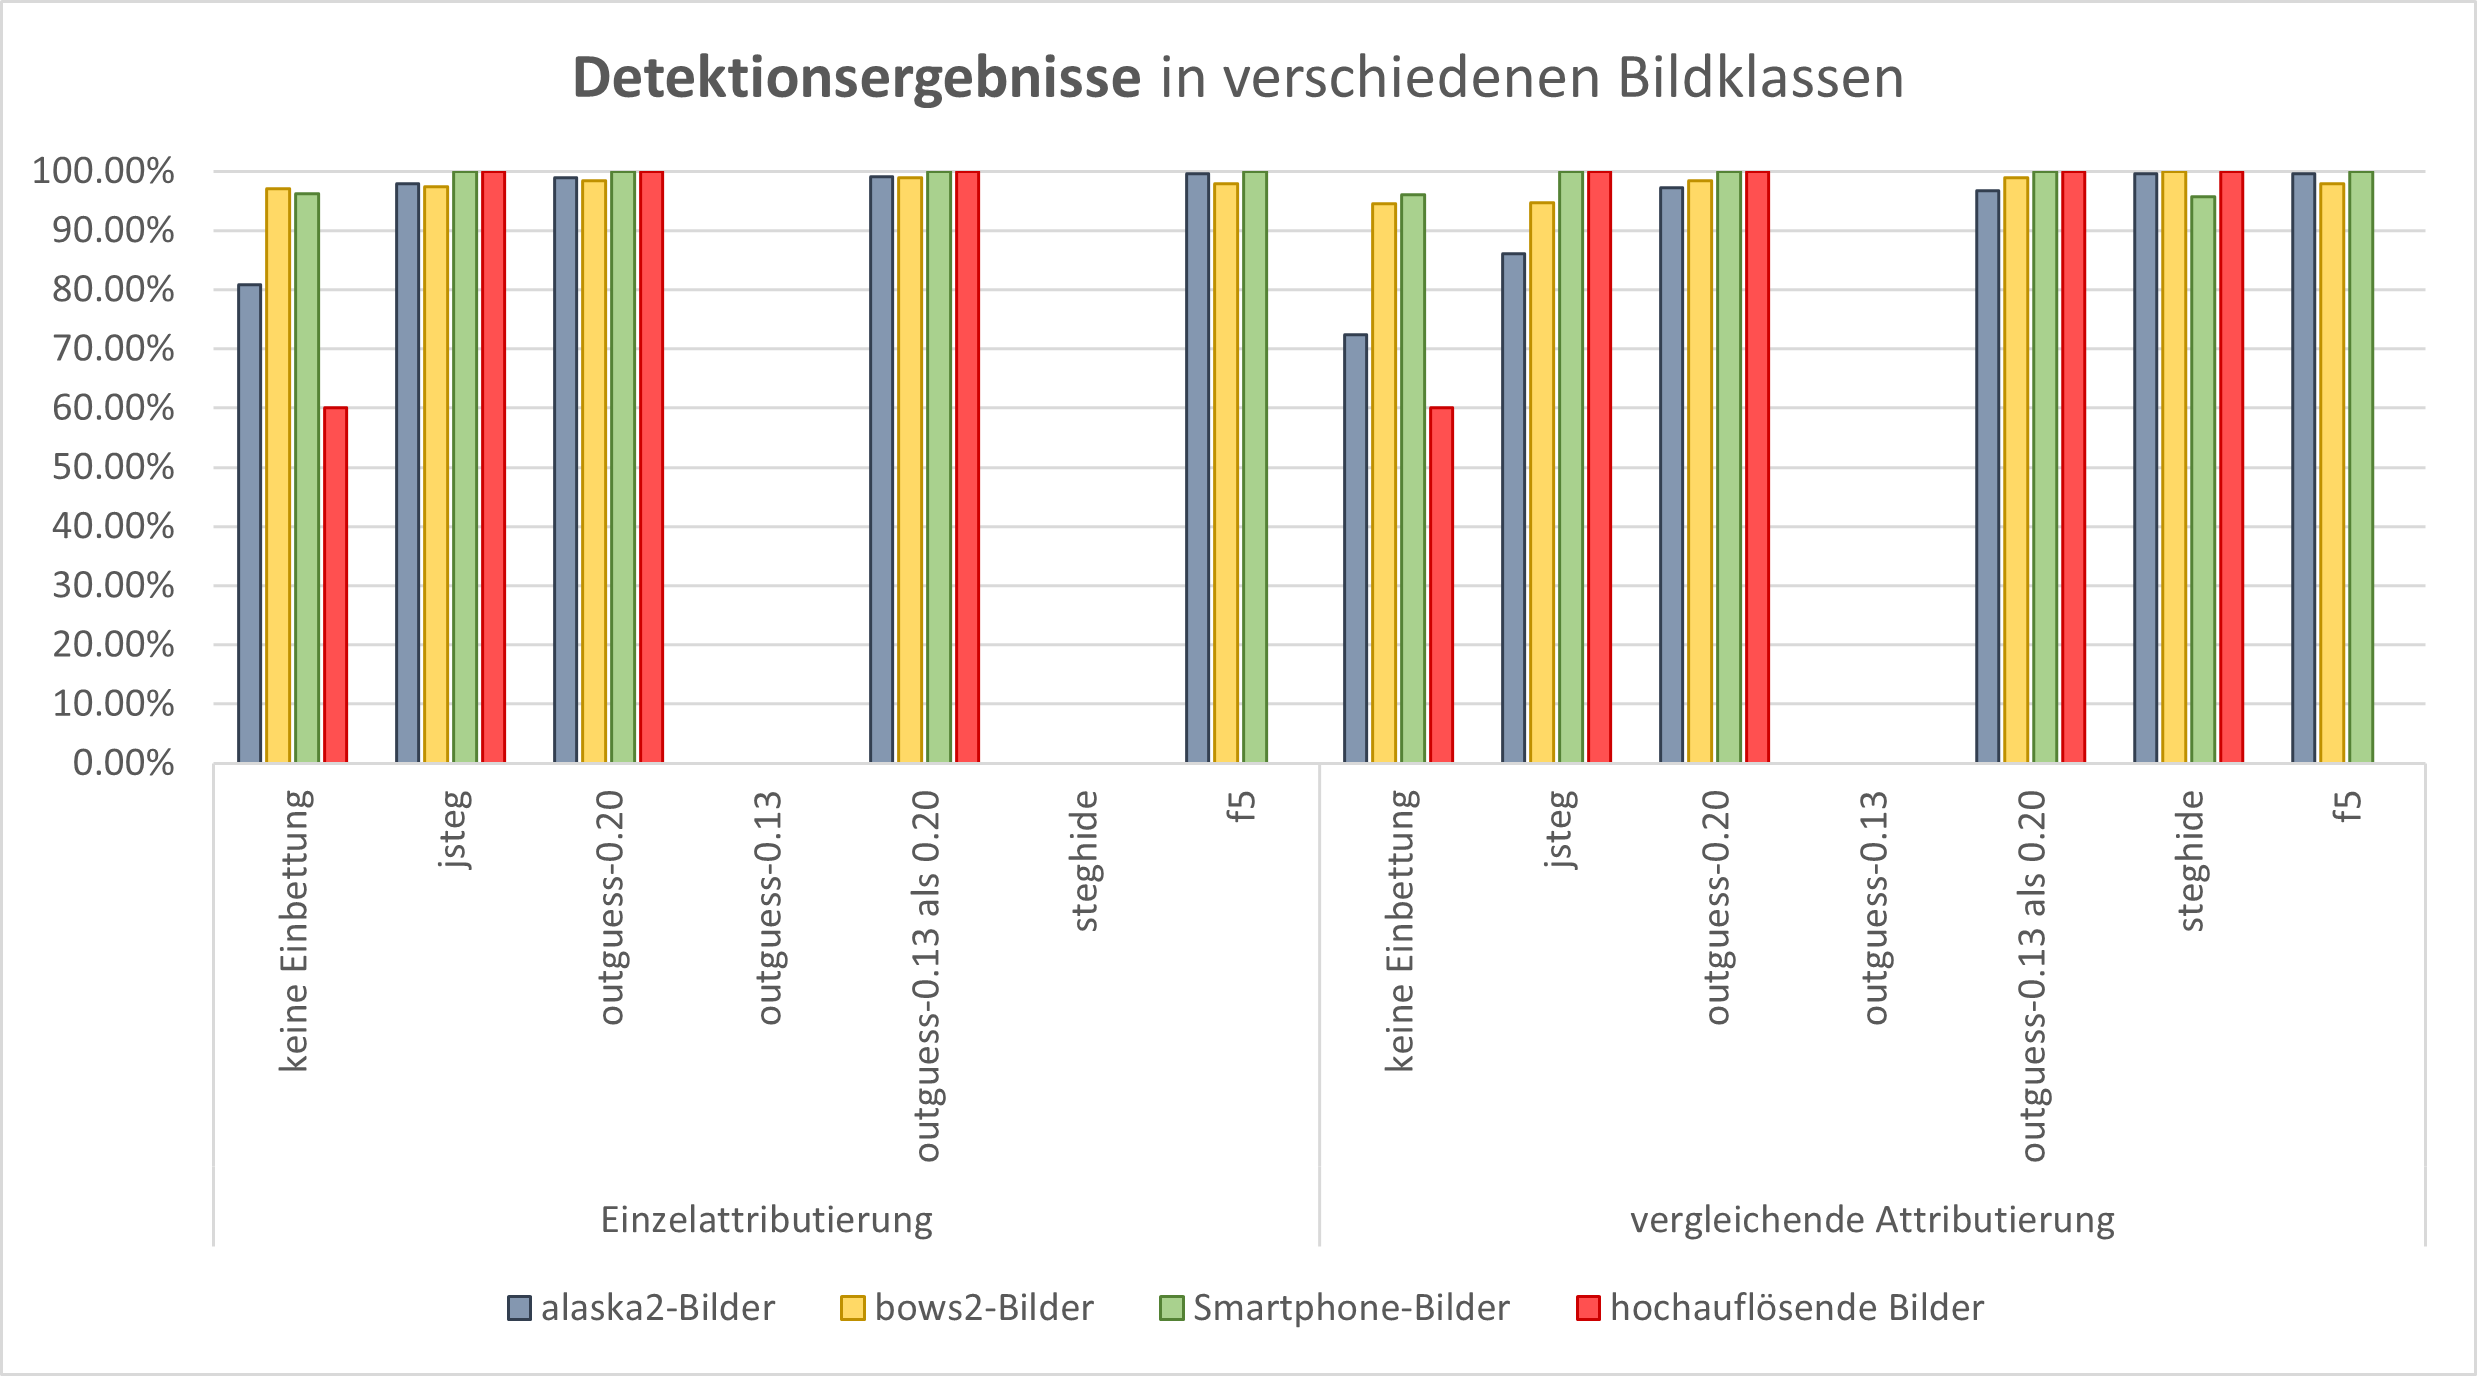 Detektionsergebnisse in verschiedenen Bildklassen
100.00%
90.00%
80.00%
70.00%
60.00%
50.00%
40.00%
30.00%
20.00%
10.00%
0.00%
keine Einbettung
jsteg
outguess-0.20
outguess-0.13
outguess-0.13 als 0.20
steghide
f5
keine Einbettung
jsteg
outguess-0.20
outguess-0.13
outguess-0.13 als 0.20
steghide
f5
Einzelattributierung
vergleichende Attributierung
alaska2-Bilder
bows2-Bilder
Smartphone-Bilder
hochauflösende Bilder